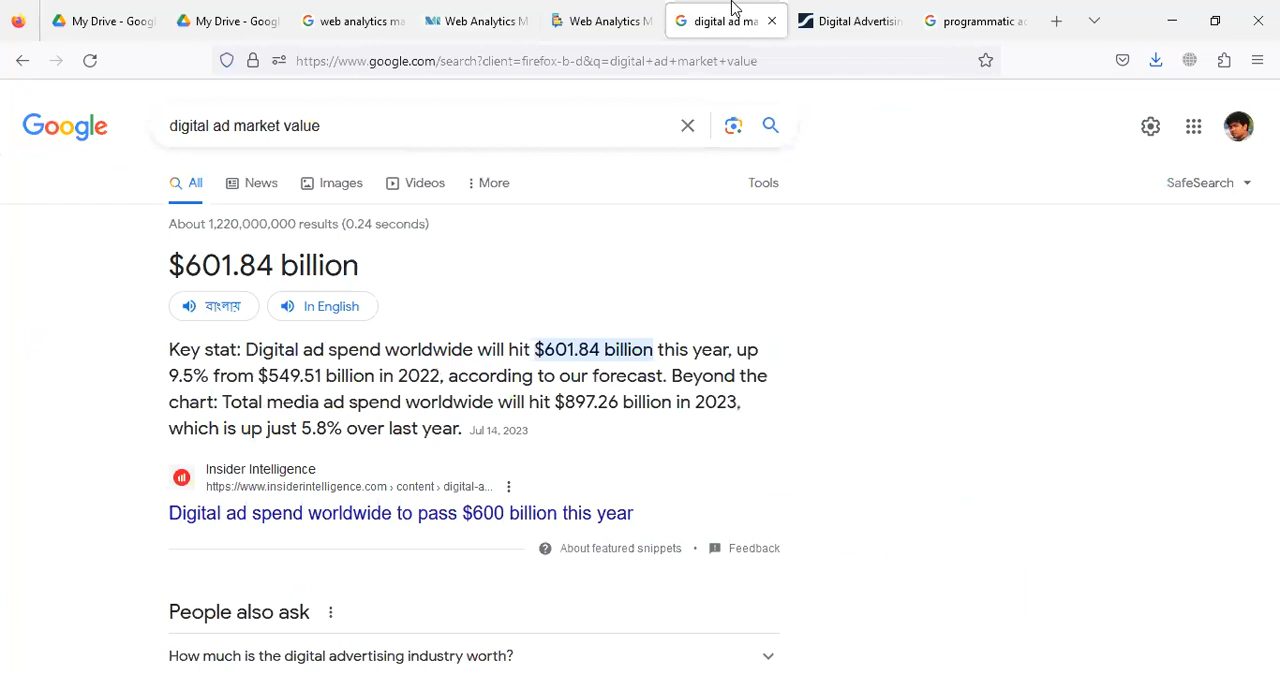 My Drive - Goog
My Drive - Goog
web analytics ma
Web Analytics M
Web Analytics M
digital ad ma
Digital Advertisin
programmatic ad
https://www.google.com/search?client=firefox-b-d&q=digital+ad+market+value
Google
digital ad market value
All
News
Images
Videos
More
Tools
SafeSearch
About 1,220,000,000 results (0.24 seconds)
$601.84 billion
বাংলায়
In English
Key stat: Digital ad spend worldwide will hit $601.84 billion this year, up
9.5% from $549.51 billion in 2022, according to our forecast. Beyond the
chart: Total media ad spend worldwide will hit $897.26 billion in 2023,
which is up just 5.8% over last year. Jul 14, 2023
Insider Intelligence
https://www.insiderintelligence.com › content › digital-a...
Digital ad spend worldwide to pass $600 billion this year
About featured snippets • Feedback
People also ask
How much is the digital advertising industry worth?